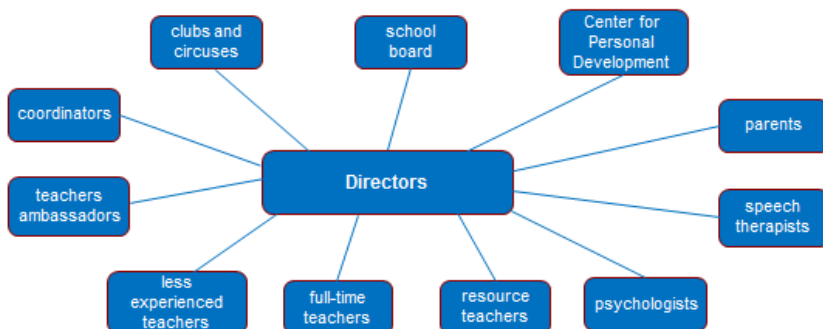 clubs and
circuses
school
board
Center for
Personal
Development
coordinators
parents
Directors
teachers
ambassadors
speech
therapists
less
experienced
teachers
full-time
teachers
resource
teachers
psychologists